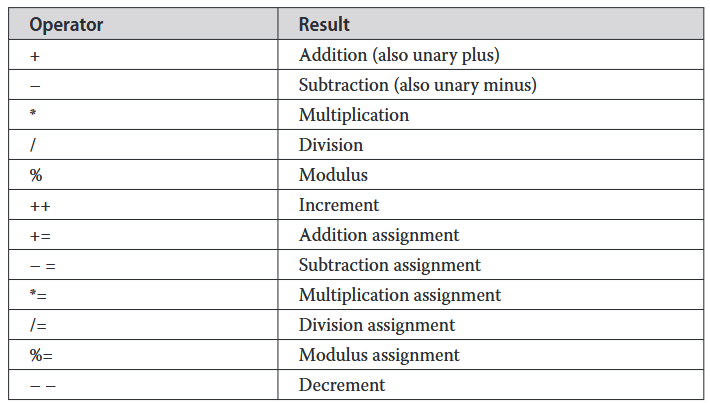 Operator Result
+ Addition (also unary plus)
– Subtraction (also unary minus)
* Multiplication
/ Division
% Modulus
++ Increment
+= Addition assignment
– = Subtraction assignment
*= Multiplication assignment
/= Division assignment
%= Modulus assignment
– – Decrement